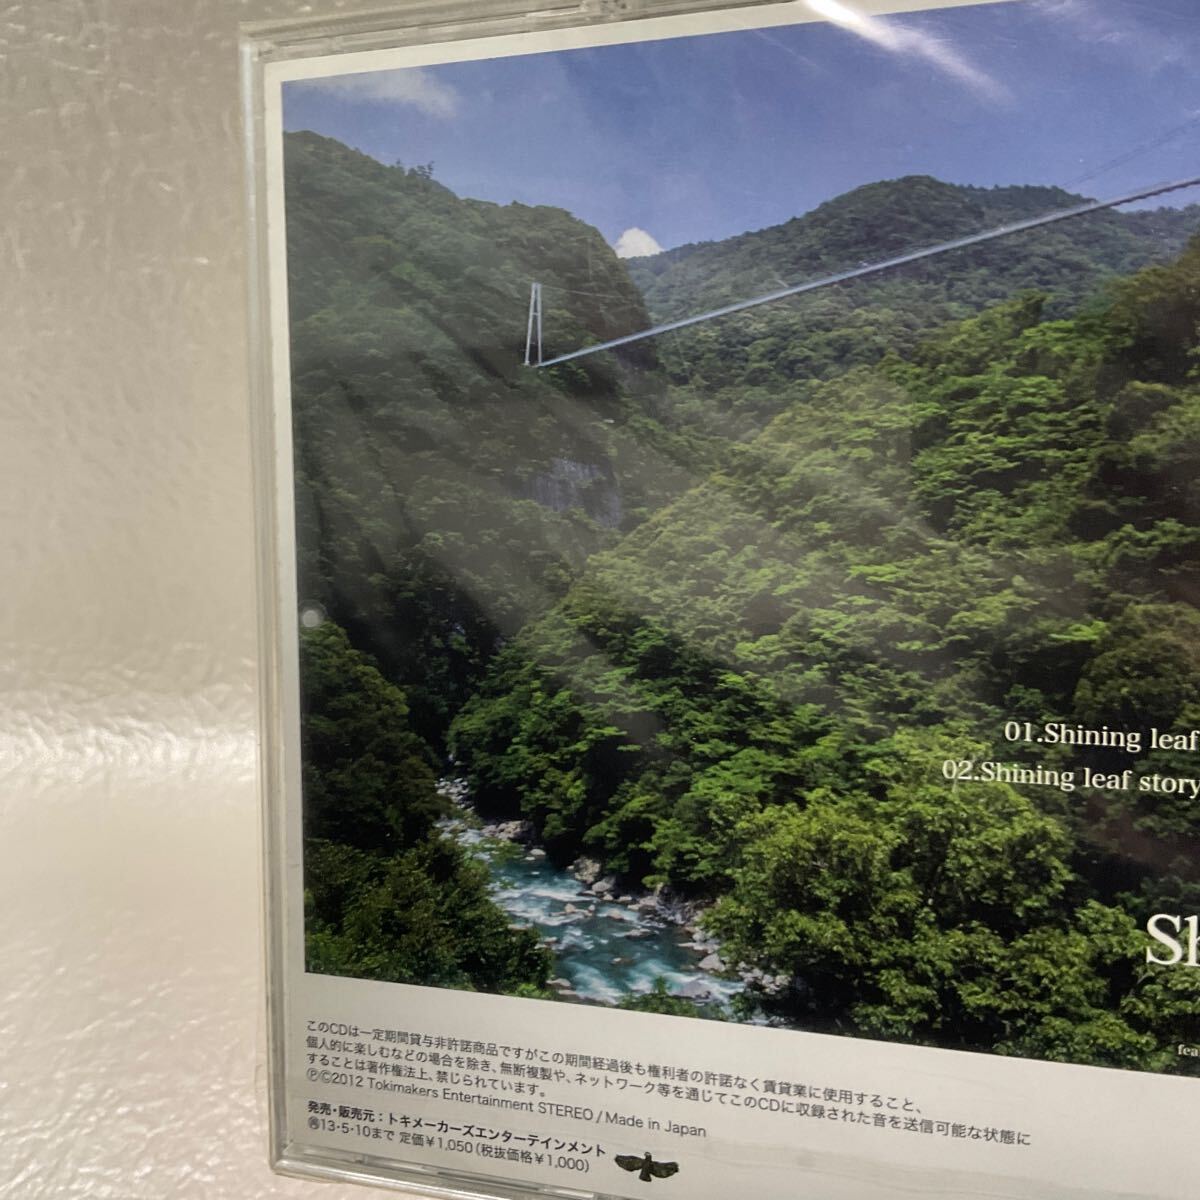 01.Shining leaf
02.Shining leaf story
Sh
fea
このCDは一定期間貸与非許諾商品ですがこの期間経過後も権利者の許諾なく賃貸業に使用すること、
個人的に楽しむなどの場合を除き、無断複製や、ネットワーク等を通じてこのCDに収録された音を送信可能な状態に
することは著作権法上、禁じられています。
ⓅⒸ2012 Tokimakers Entertainment STEREO / Made in Japan
発売・販売元：トキメーカーズエンターテインメント
㊢13・5・10まで 定価￥1,050（税抜価格￥1,000）